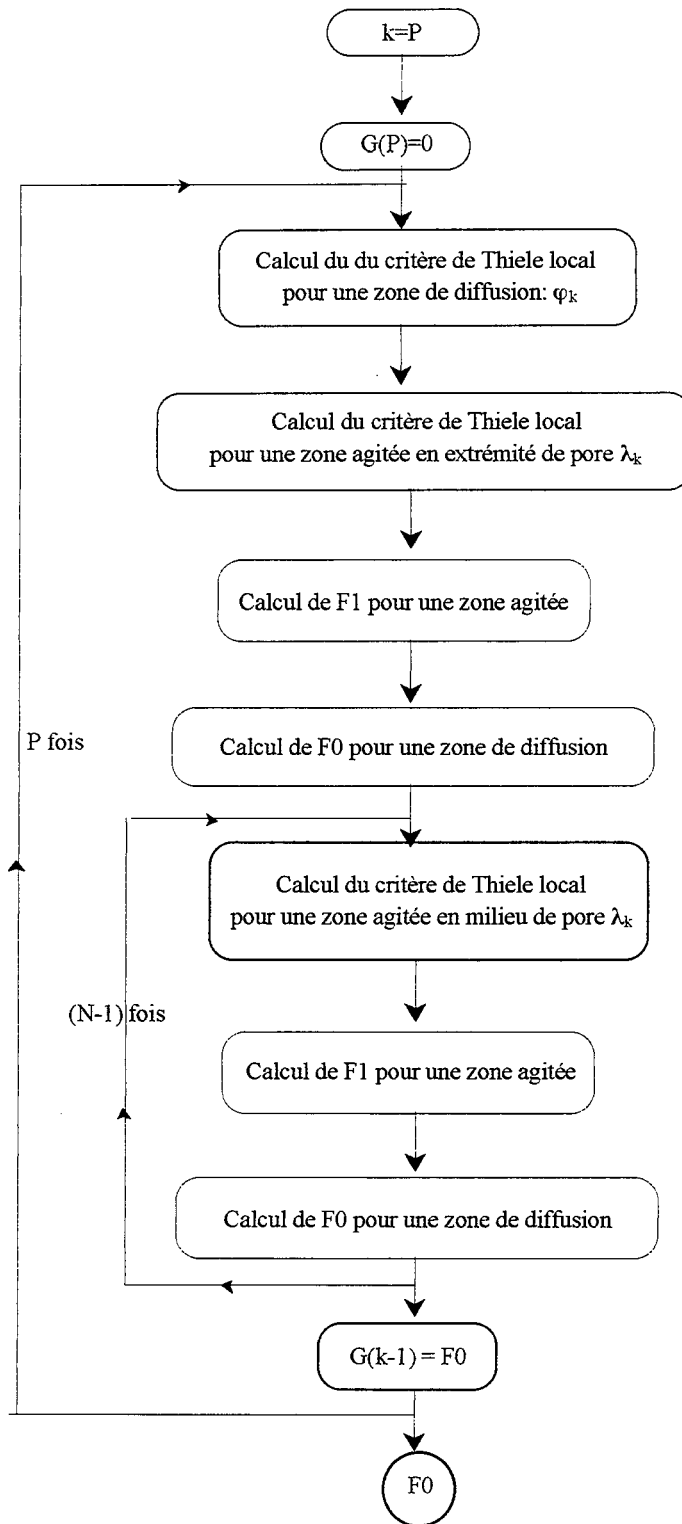 k=P
G(P)=0
Calcul du du critère de Thiele local
pour une zone de diffusion: φk
Calcul du critère de Thiele local
pour une zone agitée en extrémité de pore λk
Calcul de F1 pour une zone agitée
Calcul de F0 pour une zone de diffusion
P fois
Calcul du critère de Thiele local
pour une zone agitée en milieu de pore λk
(N-1) fois
Calcul de F1 pour une zone agitée
Calcul de F0 pour une zone de diffusion
G(k-1) = F0
F0